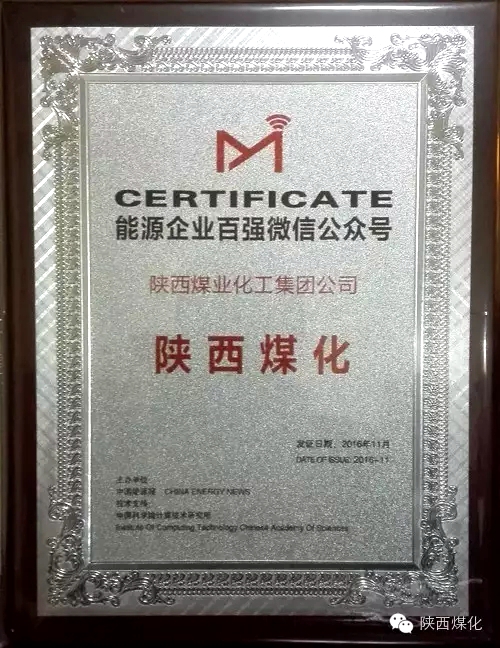 CERTIFICATE
能源企业百强微信公众号
陕西煤业化工集团公司
陕西煤化
发证日期：2016年11月
DATE OF ISSUE: 2016-11
主办单位
中国能源报 CHINA ENERGY NEWS
技术支持
中国科学院计算技术研究所
Institute Of Computing Technology Chinese Academy Of Sciences
陕西煤化